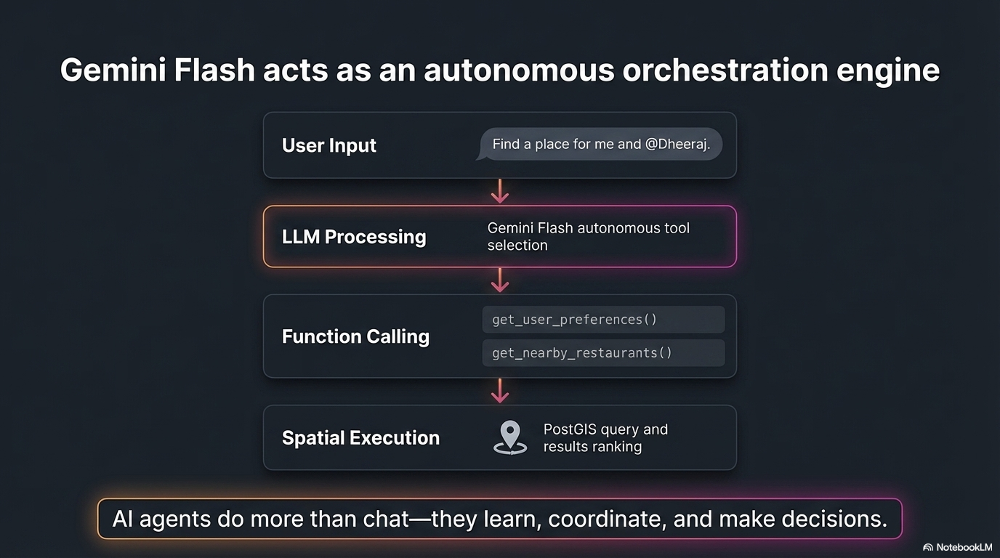 Gemini Flash acts as an autonomous orchestration engine
User Input
Find a place for me and @Dheeraj.
LLM Processing
Gemini Flash autonomous tool
selection
Function Calling
get_user_preferences()
get_nearby_restaurants()
Spatial Execution
PostGIS query and
results ranking
AI agents do more than chat—they learn, coordinate, and make decisions.
NotebookLM